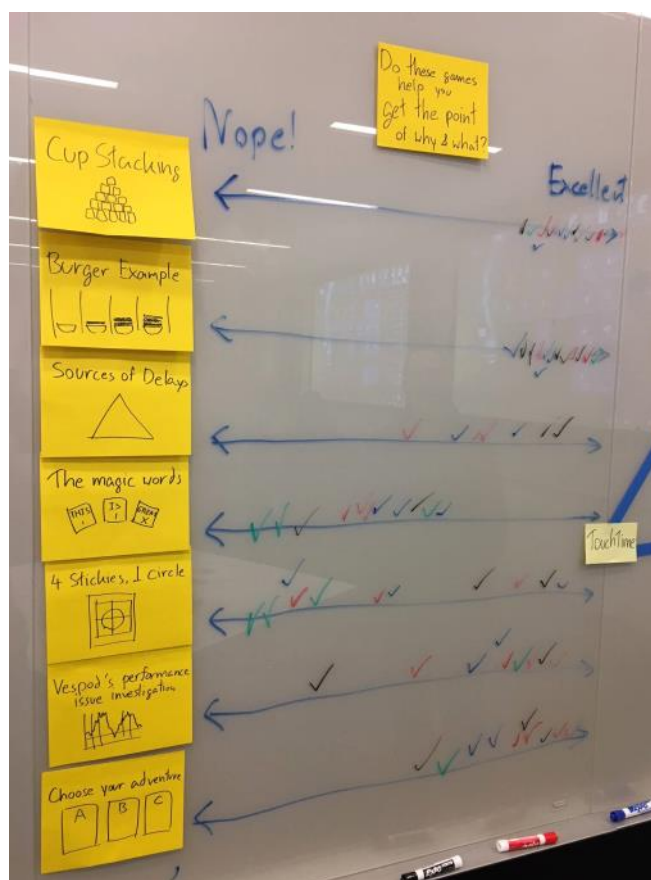 Do these games
help you
get the point
of why & what?
Nope!
Excellent
Cup Stacking
Burger Example
Sources of Delays
The magic words
THIS
IS
4 Stickies, 1 Circle
Vespod's performance
issue investigation
Choose your adventure
A B C
TouchTime
EXPO